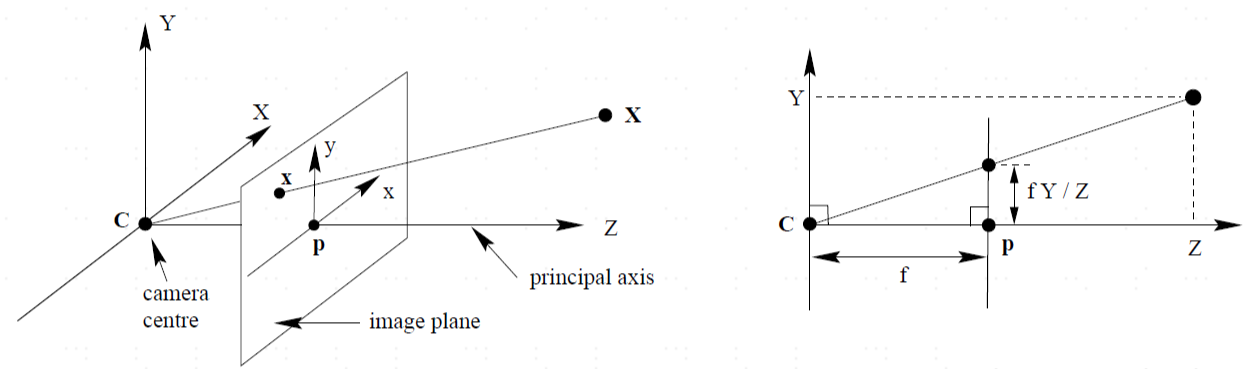 Y
X
X
y
x
x
C
Z
p
principal axis
camera
centre
image plane
Y
f Y / Z
C
p
Z
f